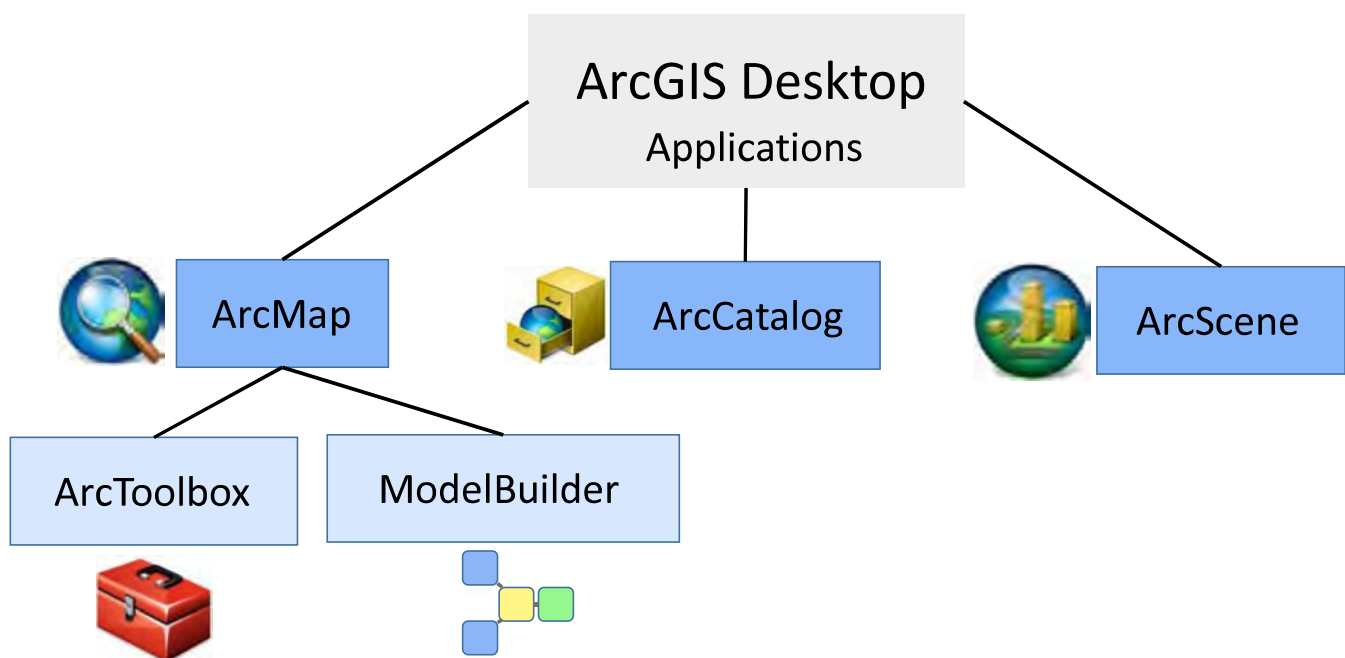 ArcGIS Desktop
Applications
ArcMap
ArcCatalog
ArcScene
ArcToolbox
ModelBuilder